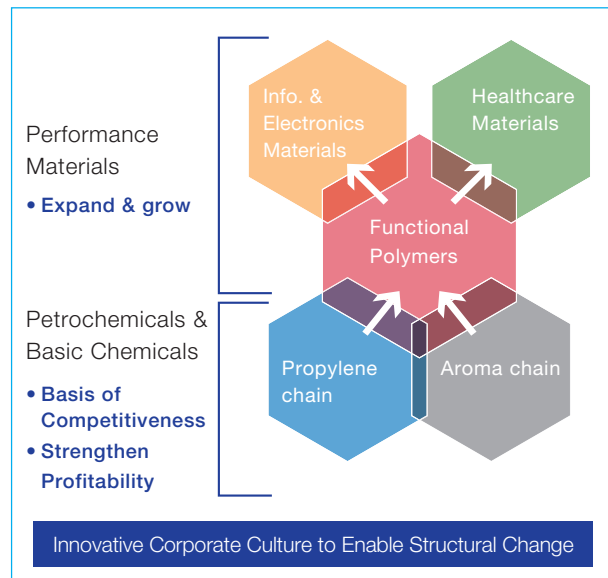 Info. &
Electronics
Materials
Healthcare
Materials
Performance
Materials
• Expand & grow
Functional
Polymers
Petrochemicals &
Basic Chemicals
• Basis of
Competitiveness
• Strengthen
Profitability
Propylene
chain
Aroma chain
Innovative Corporate Culture to Enable Structural Change